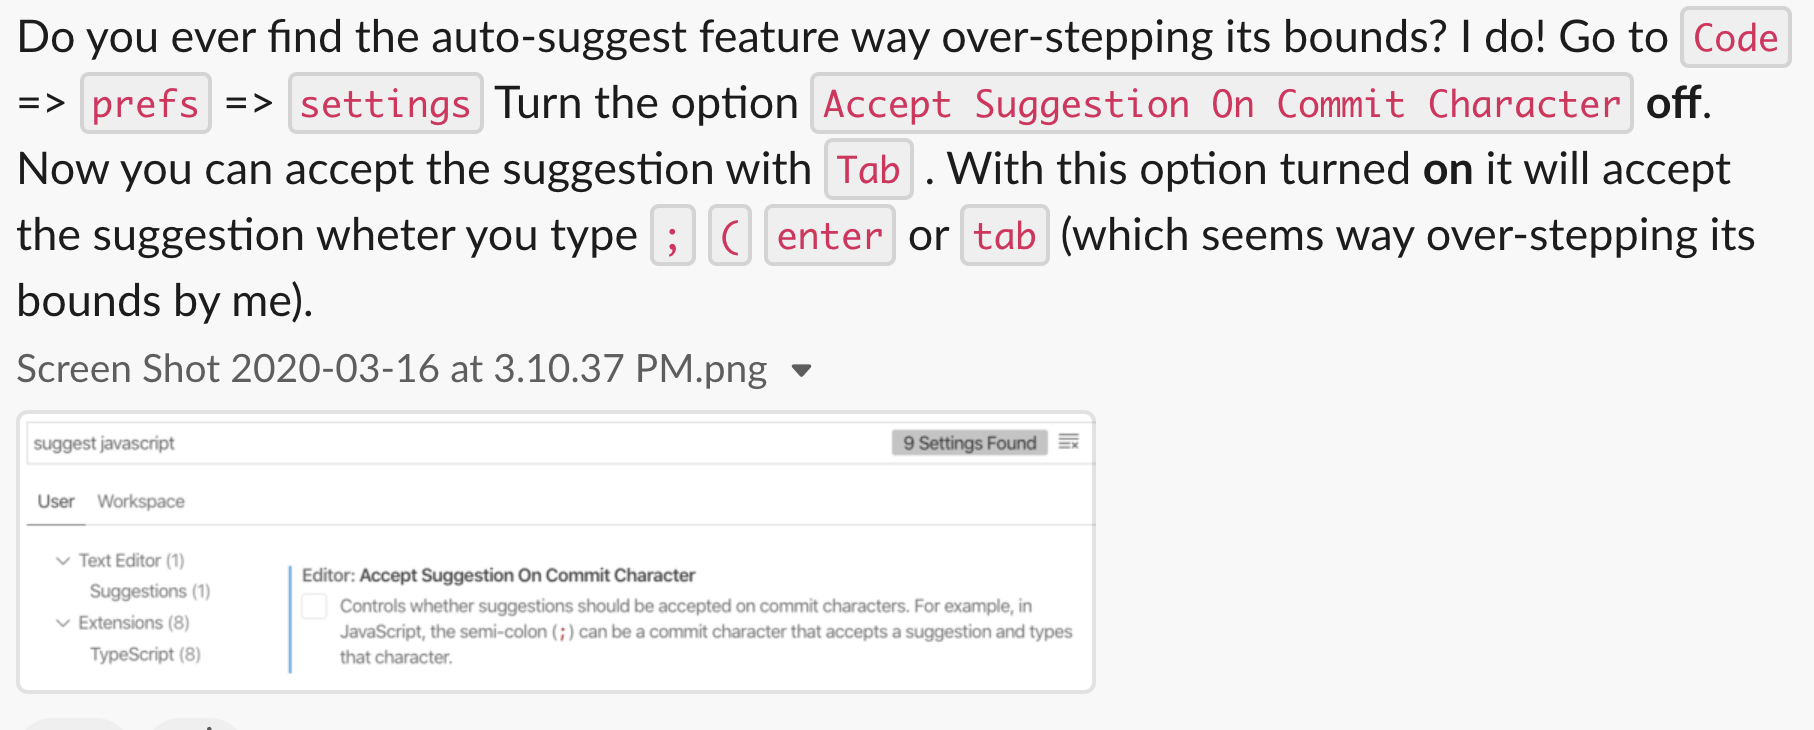 Do you ever find the auto-suggest feature way over-stepping its bounds? I do! Go to Code
=> prefs => settings Turn the option Accept Suggestion On Commit Character off.
Now you can accept the suggestion with Tab . With this option turned on it will accept
the suggestion wheter you type ; ( enter or tab (which seems way over-stepping its
bounds by me).
Screen Shot 2020-03-16 at 3.10.37 PM.png
suggest javascript 9 Settings Found
User Workspace
Text Editor (1)
Suggestions (1)
Extensions (8)
TypeScript (8)
Editor: Accept Suggestion On Commit Character
Controls whether suggestions should be accepted on commit characters. For example, in
JavaScript, the semi-colon (;) can be a commit character that accepts a suggestion and types
that character.